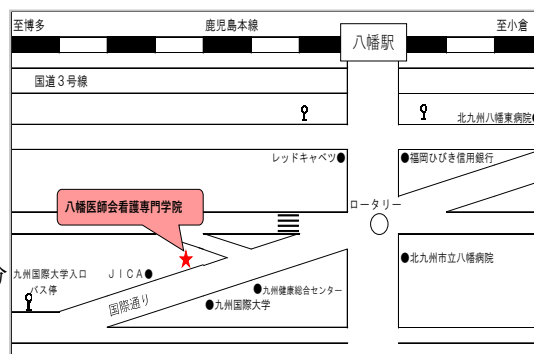 至博多
鹿児島本線
至小倉
八幡駅
国道3号線
北九州八幡東病院
レッドキャベツ
福岡ひびき信用銀行
八幡医師会看護専門学院
ロータリー
分
九州国際大学入口
バス停
JICA
北九州市立八幡病院
国際通り
九州健康総合センター
九州国際大学